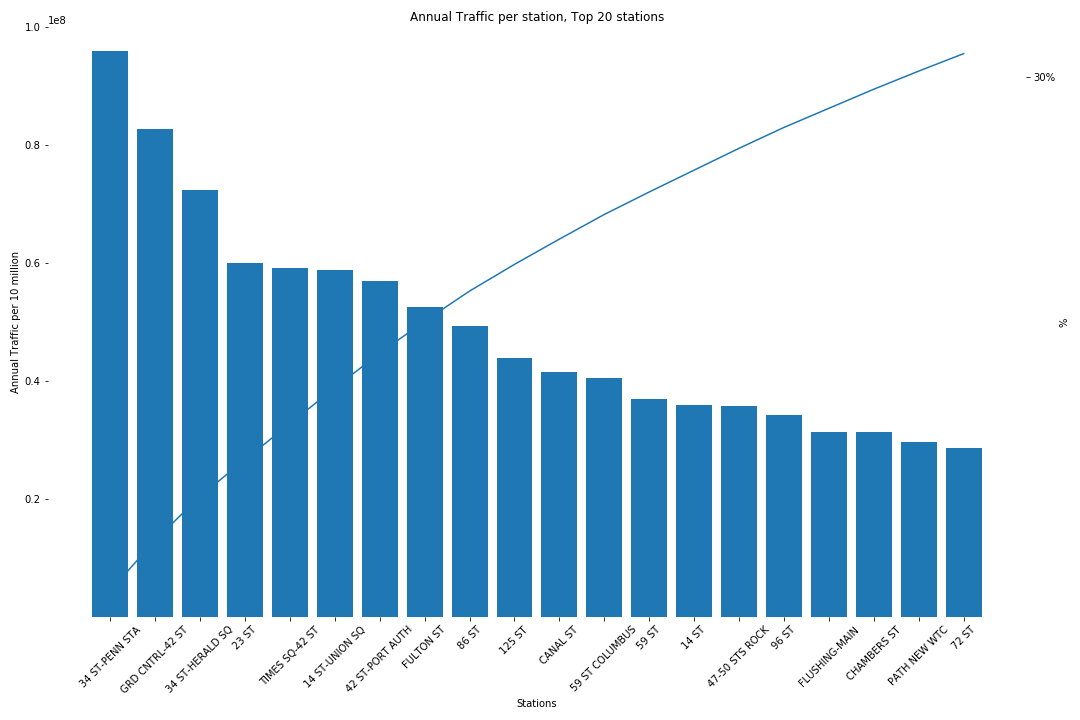 Annual Traffic per station, Top 20 stations
1e8
1.0
0.8
0.6
0.4
0.2
Annual Traffic per 10 million
30%
%
34 ST-PENN STA
GRD CNTRL-42 ST
34 ST-HERALD SQ
23 ST
TIMES SQ-42 ST
14 ST-UNION SQ
42 ST-PORT AUTH
FULTON ST
86 ST
125 ST
CANAL ST
59 ST COLUMBUS
59 ST
14 ST
47-50 STS ROCK
96 ST
FLUSHING-MAIN
CHAMBERS ST
PATH NEW WTC
72 ST
Stations